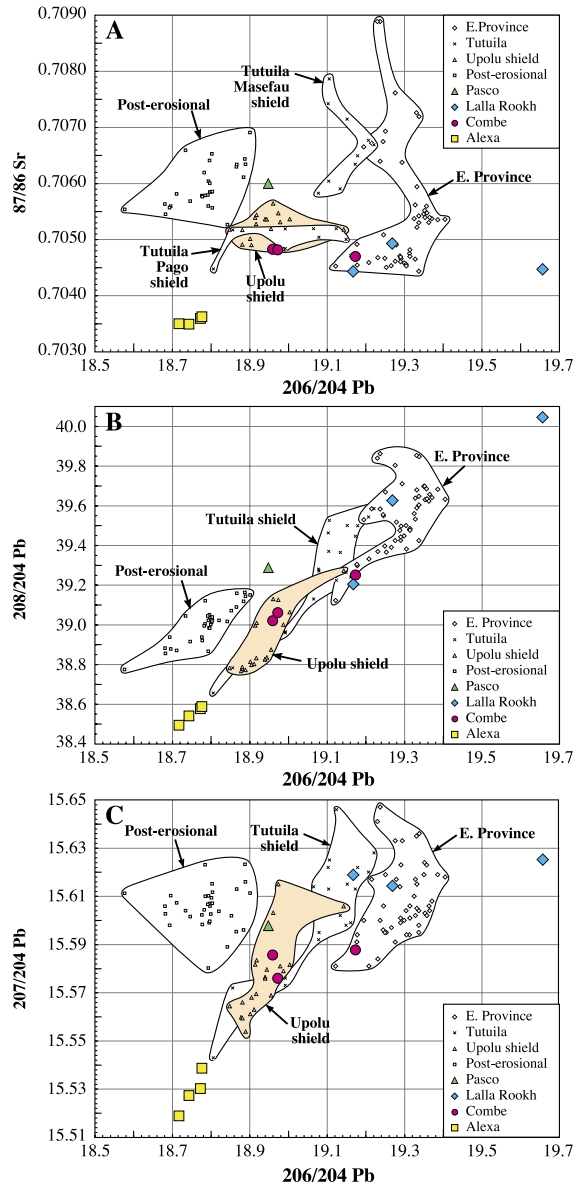 A
0.7090
0.7080
0.7070
0.7060
0.7050
0.7040
0.7030
87/86 Sr
18.5 18.7 18.9 19.1 19.3 19.5 19.7
206/204 Pb
Post-erosional
Tutuila
Masefau
shield
E. Province
Tutuila
Pago
shield
Upolu
shield
E.Province
Tutuila
Upolu shield
Post-erosional
Pasco
Lalla Rookh
Combe
Alexa
B
40.0
39.8
39.6
39.4
39.2
39.0
38.8
38.6
38.4
208/204 Pb
18.5 18.7 18.9 19.1 19.3 19.5 19.7
206/204 Pb
E. Province
Tutuila shield
Post-erosional
Upolu shield
E. Province
Tutuila
Upolu shield
Post-erosional
Pasco
Lalla Rookh
Combe
Alexa
C
15.65
15.63
15.61
15.59
15.57
15.55
15.53
15.51
207/204 Pb
18.5 18.7 18.9 19.1 19.3 19.5 19.7
206/204 Pb
Post-erosional
Tutuila
shield
E. Province
Upolu
shield
E. Province
Tutuila
Upolu shield
Post-erosional
Pasco
Lalla Rookh
Combe
Alexa